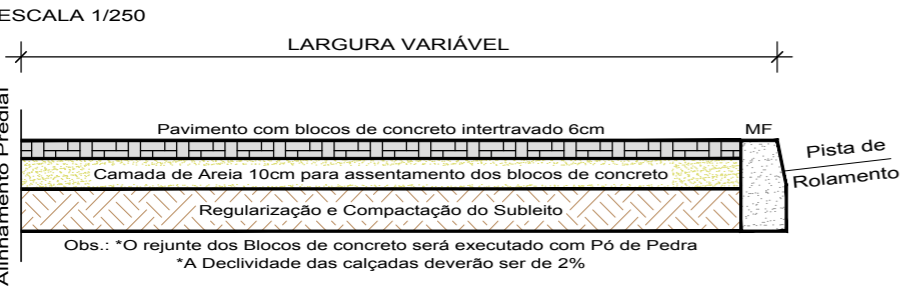 ESCALA 1/250
LARGURA VARIÁVEL
Alinhamento Predial
Pavimento com blocos de concreto intertravado 6cm
MF
Pista de
Rolamento
Camada de Areia 10cm para assentamento dos blocos de concreto
Regularização e Compactação do Subleito
Obs.: *O rejunte dos Blocos de concreto será executado com Pó de Pedra
*A Declividade das calçadas deverão ser de 2%